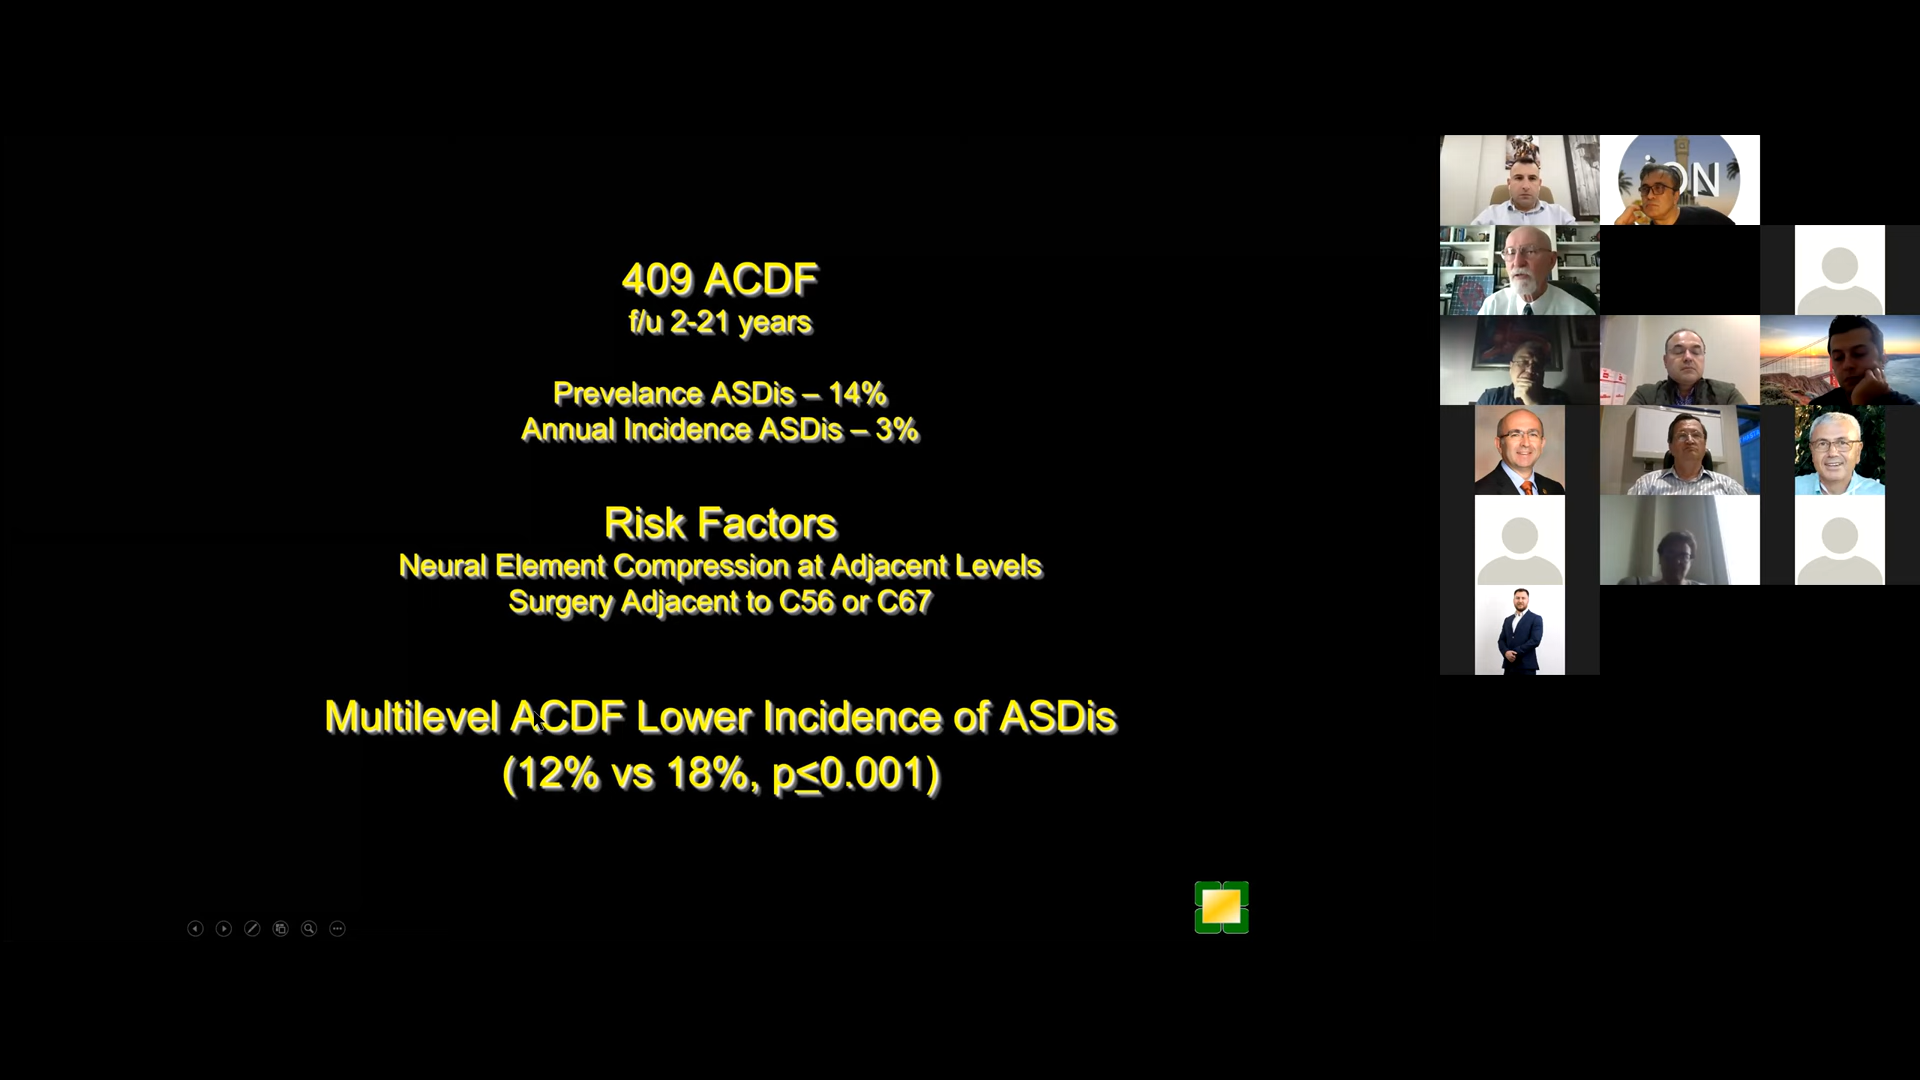 409 ACDF
f/u 2-21 years
Prevelance ASDis – 14%
Annual Incidence ASDis – 3%
Risk Factors
Neural Element Compression at Adjacent Levels
Surgery Adjacent to C56 or C67
Multilevel ACDF Lower Incidence of ASDis
(12% vs 18%, p≤0.001)
iON